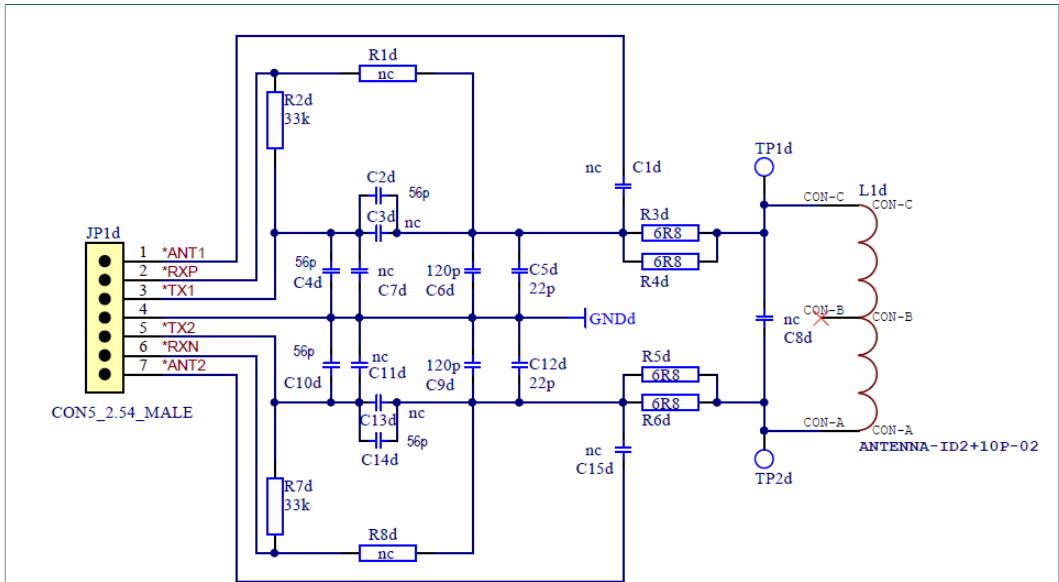 R1d
nc
R2d
33k
TP1d
nc
C1d
C2d
56p
L1d
CON-C
CON-C
C3d
nc
R3d
6R8
JP1d
1
*ANT1
2
*RXP
3
*TX1
4
5
*TX2
6
*RXN
7
*ANT2
56p
C4d
nc
C7d
120p
C6d
C5d
22p
6R8
R4d
GNDd
CON-B
CON-B
nc
C8d
56p
C10d
nc
C11d
120p
C9d
C12d
22p
R5d
6R8
6R8
R6d
CON5_2.54_MALE
C13d
nc
56p
C14d
CON-A
CON-A
ANTENNA-ID2+10P-02
nc
C15d
TP2d
R7d
33k
R8d
nc